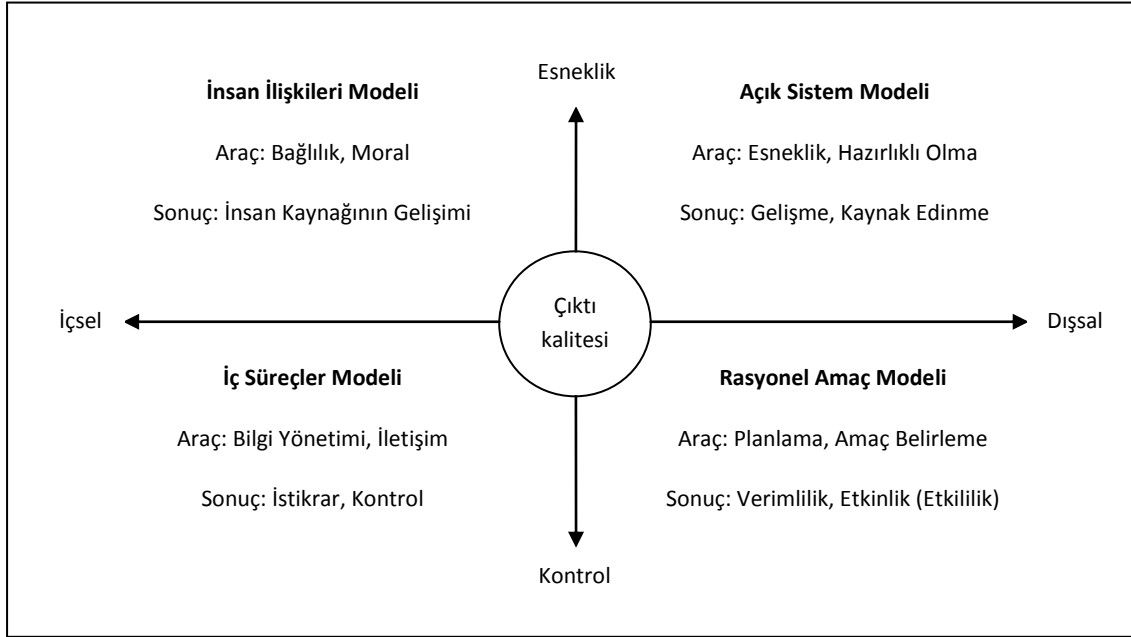 Esneklik
İnsan İlişkileri Modeli
Araç: Bağlılık, Moral
Sonuç: İnsan Kaynağının Gelişimi
Açık Sistem Modeli
Araç: Esneklik, Hazırlıklı Olma
Sonuç: Gelişme, Kaynak Edinme
İçsel
Çıktı
kalitesi
Dışsal
İç Süreçler Modeli
Araç: Bilgi Yönetimi, İletişim
Sonuç: İstikrar, Kontrol
Rasyonel Amaç Modeli
Araç: Planlama, Amaç Belirleme
Sonuç: Verimlilik, Etkinlik (Etkililik)
Kontrol